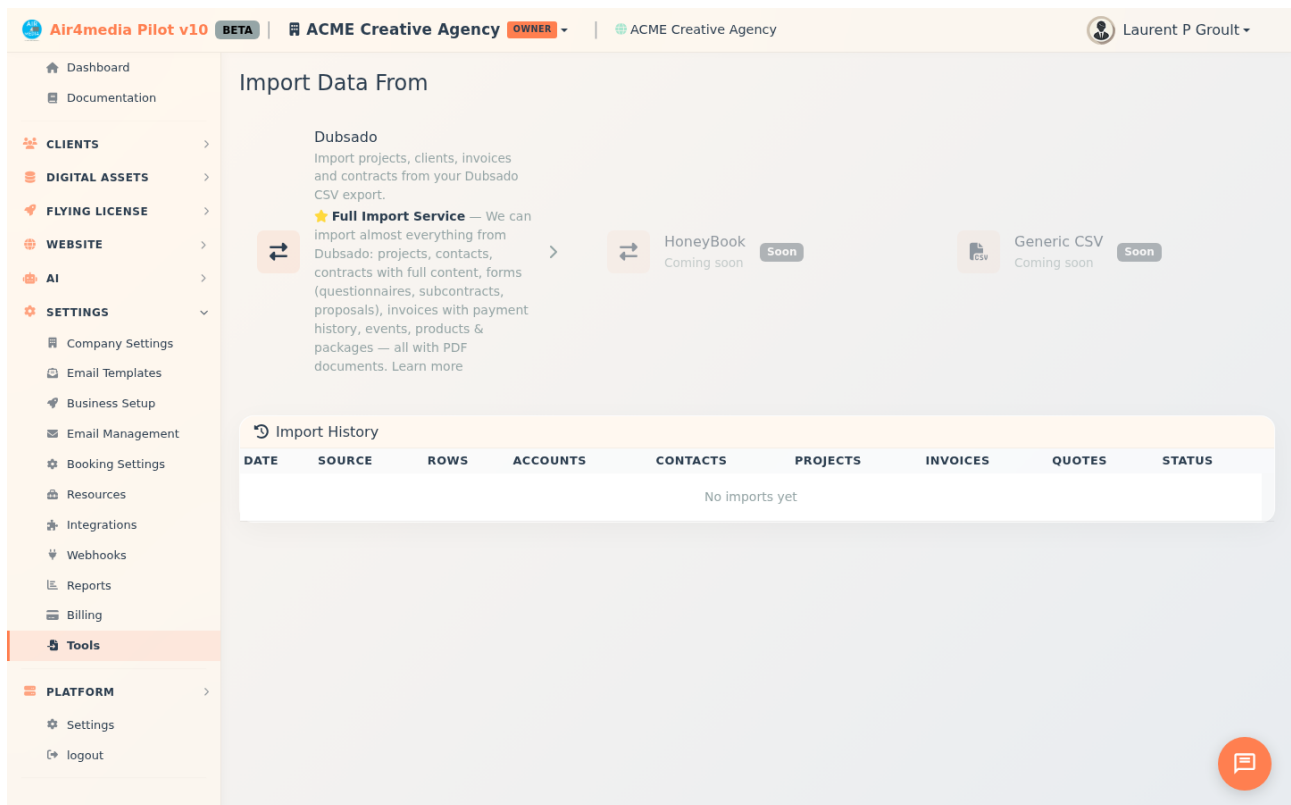 Air4media Pilot v10 BETA | ACME Creative Agency OWNER | ACME Creative Agency Laurent P Groult
Dashboard
Documentation
CLIENTS
DIGITAL ASSETS
FLYING LICENSE
WEBSITE
AI
SETTINGS
Company Settings
Email Templates
Business Setup
Email Management
Booking Settings
Resources
Integrations
Webhooks
Reports
Billing
Tools
PLATFORM
Settings
logout
Import Data From
Dubsado
Import projects, clients, invoices
and contracts from your Dubsado
CSV export.
Full Import Service — We can
import almost everything from
Dubsado: projects, contacts,
contracts with full content, forms
(questionnaires, subcontracts,
proposals), invoices with payment
history, events, products &
packages — all with PDF
documents. Learn more
HoneyBook
Coming soon
Soon
CSV
Generic CSV
Coming soon
Soon
Import History
DATE SOURCE ROWS ACCOUNTS CONTACTS PROJECTS INVOICES QUOTES STATUS
No imports yet